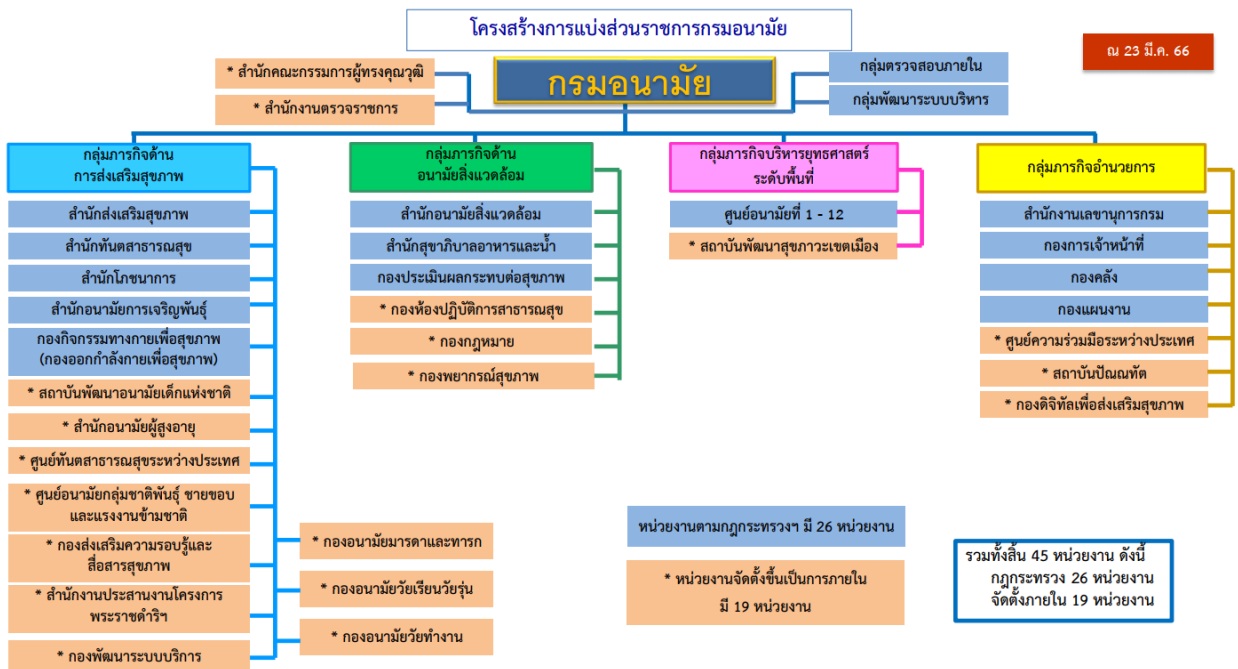 โครงสร้างการแบ่งส่วนราชการกรมอนามัย
ณ 23 มี.ค. 66
* สำนักคณะกรรมการผู้ทรงคุณวุฒิ
* สำนักงานตรวจราชการ
กรมอนามัย
กลุ่มตรวจสอบภายใน
กลุ่มพัฒนาระบบบริหาร
กลุ่มภารกิจด้าน
การส่งเสริมสุขภาพ
สำนักส่งเสริมสุขภาพ
สำนักทันตสาธารณสุข
สำนักโภชนาการ
สำนักอนามัยการเจริญพันธุ์
กองกิจกรรมทางกายเพื่อสุขภาพ
(กองออกกำลังกายเพื่อสุขภาพ)
* สถาบันพัฒนาอนามัยเด็กแห่งชาติ
* สำนักอนามัยผู้สูงอายุ
* ศูนย์ทันตสาธารณสุขระหว่างประเทศ
* ศูนย์อนามัยกลุ่มชาติพันธุ์ ชายขอบ
และแรงงานข้ามชาติ
* กองส่งเสริมความรอบรู้และ
สื่อสารสุขภาพ
* สำนักงานประสานงานโครงการ
พระราชดำริฯ
* กองพัฒนาระบบบริการ
* กองอนามัยมารดาและทารก
* กองอนามัยวัยเรียนวัยรุ่น
* กองอนามัยวัยทำงาน
กลุ่มภารกิจด้าน
อนามัยสิ่งแวดล้อม
สำนักอนามัยสิ่งแวดล้อม
สำนักสุขาภิบาลอาหารและน้ำ
กองประเมินผลกระทบต่อสุขภาพ
* กองห้องปฏิบัติการสาธารณสุข
* กองกฎหมาย
* กองพยากรณ์สุขภาพ
กลุ่มภารกิจบริหารยุทธศาสตร์
ระดับพื้นที่
ศูนย์อนามัยที่ 1 - 12
* สถาบันพัฒนาสุขภาวะเขตเมือง
กลุ่มภารกิจอำนวยการ
สำนักงานเลขานุการกรม
กองการเจ้าหน้าที่
กองคลัง
กองแผนงาน
* ศูนย์ความร่วมมือระหว่างประเทศ
* สถาบันปัณณทัต
* กองดิจิทัลเพื่อส่งเสริมสุขภาพ
หน่วยงานตามกฎกระทรวงฯ มี 26 หน่วยงาน
* หน่วยงานจัดตั้งขึ้นเป็นการภายใน
มี 19 หน่วยงาน
รวมทั้งสิ้น 45 หน่วยงาน ดังนี้
กฎกระทรวง 26 หน่วยงาน
จัดตั้งภายใน 19 หน่วยงาน